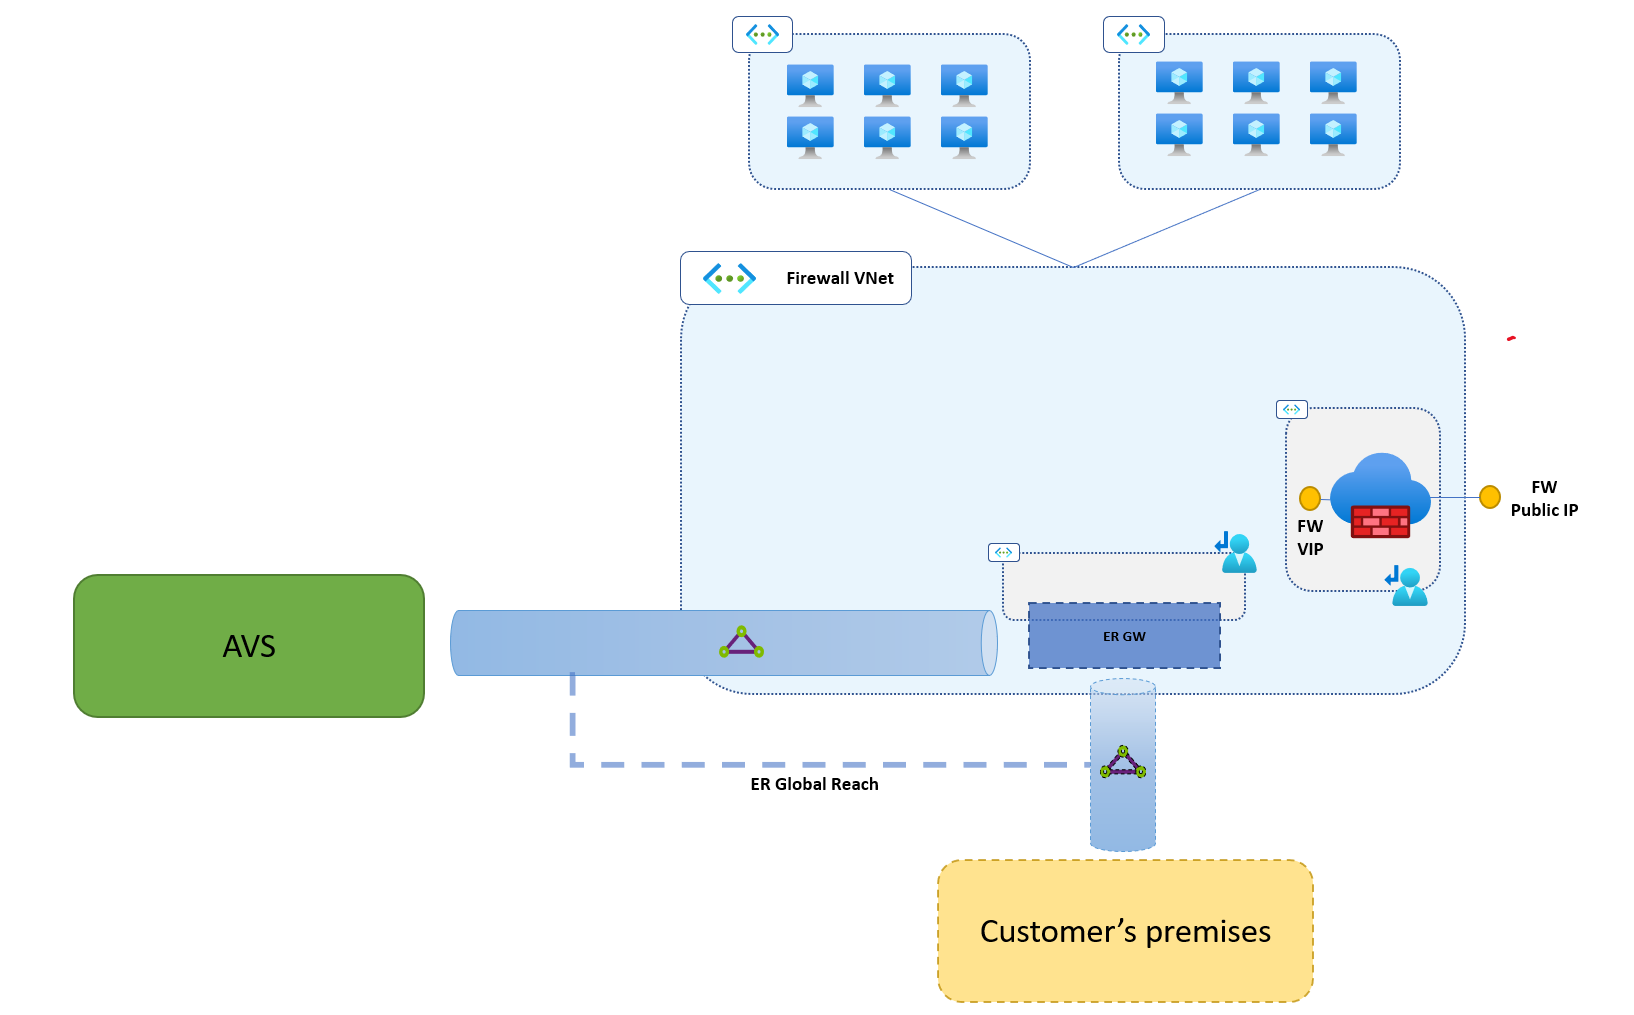 Firewall VNet
FW
Public IP
FW
VIP
ER GW
AVS
ER Global Reach
Customer’s premises